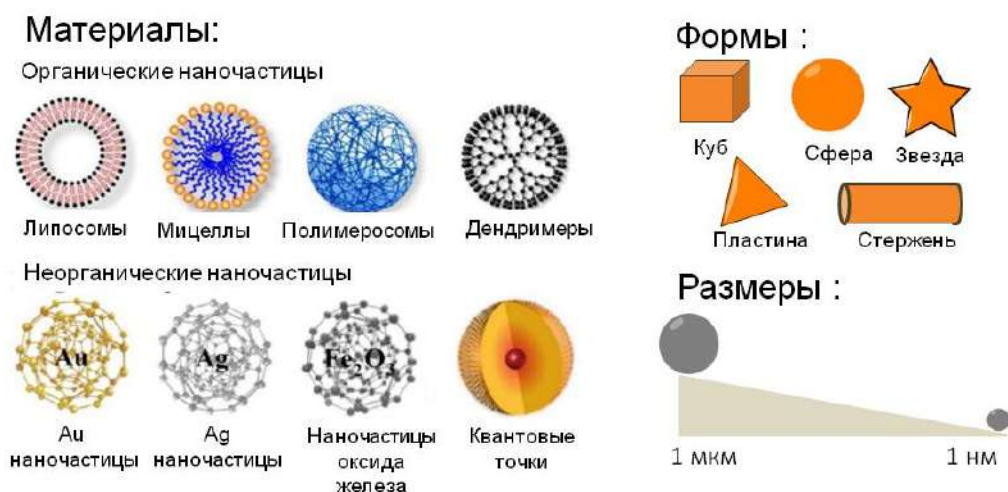 Материалы:
Органические наночастицы
Липосомы
Мицеллы
Полимеросомы
Дендримеры
Неорганические наночастицы
Au
Ag
Fe₂O₃
Au
наночастицы
Ag
наночастицы
Наночастицы
оксида
железа
Квантовые
точки
Формы :
Куб
Сфера
Звезда
Пластина
Стержень
Размеры :
1 мкм
1 нм